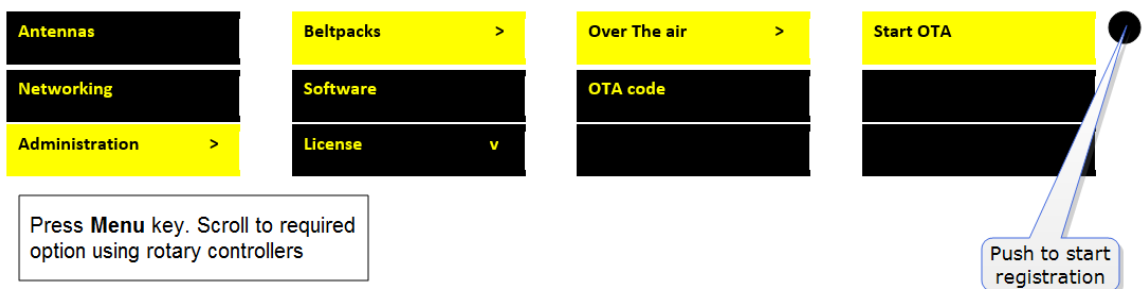 Antennas
Networking
Administration >
Beltpacks >
Software
License v
Over The air >
OTA code
Start OTA
Press Menu key. Scroll to required
option using rotary controllers
Push to start
registration